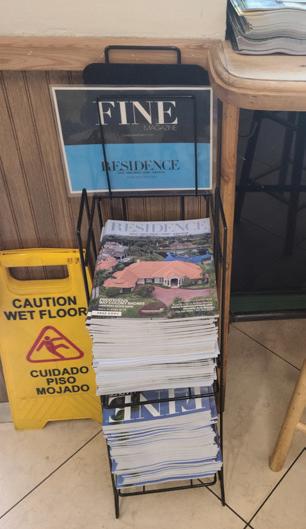 FINE
MAGAZINE
RESIDENCE
RESIDENCE
CAUTION
WET FLOOR
CUIDADO
PISO
MOJADO
FINE